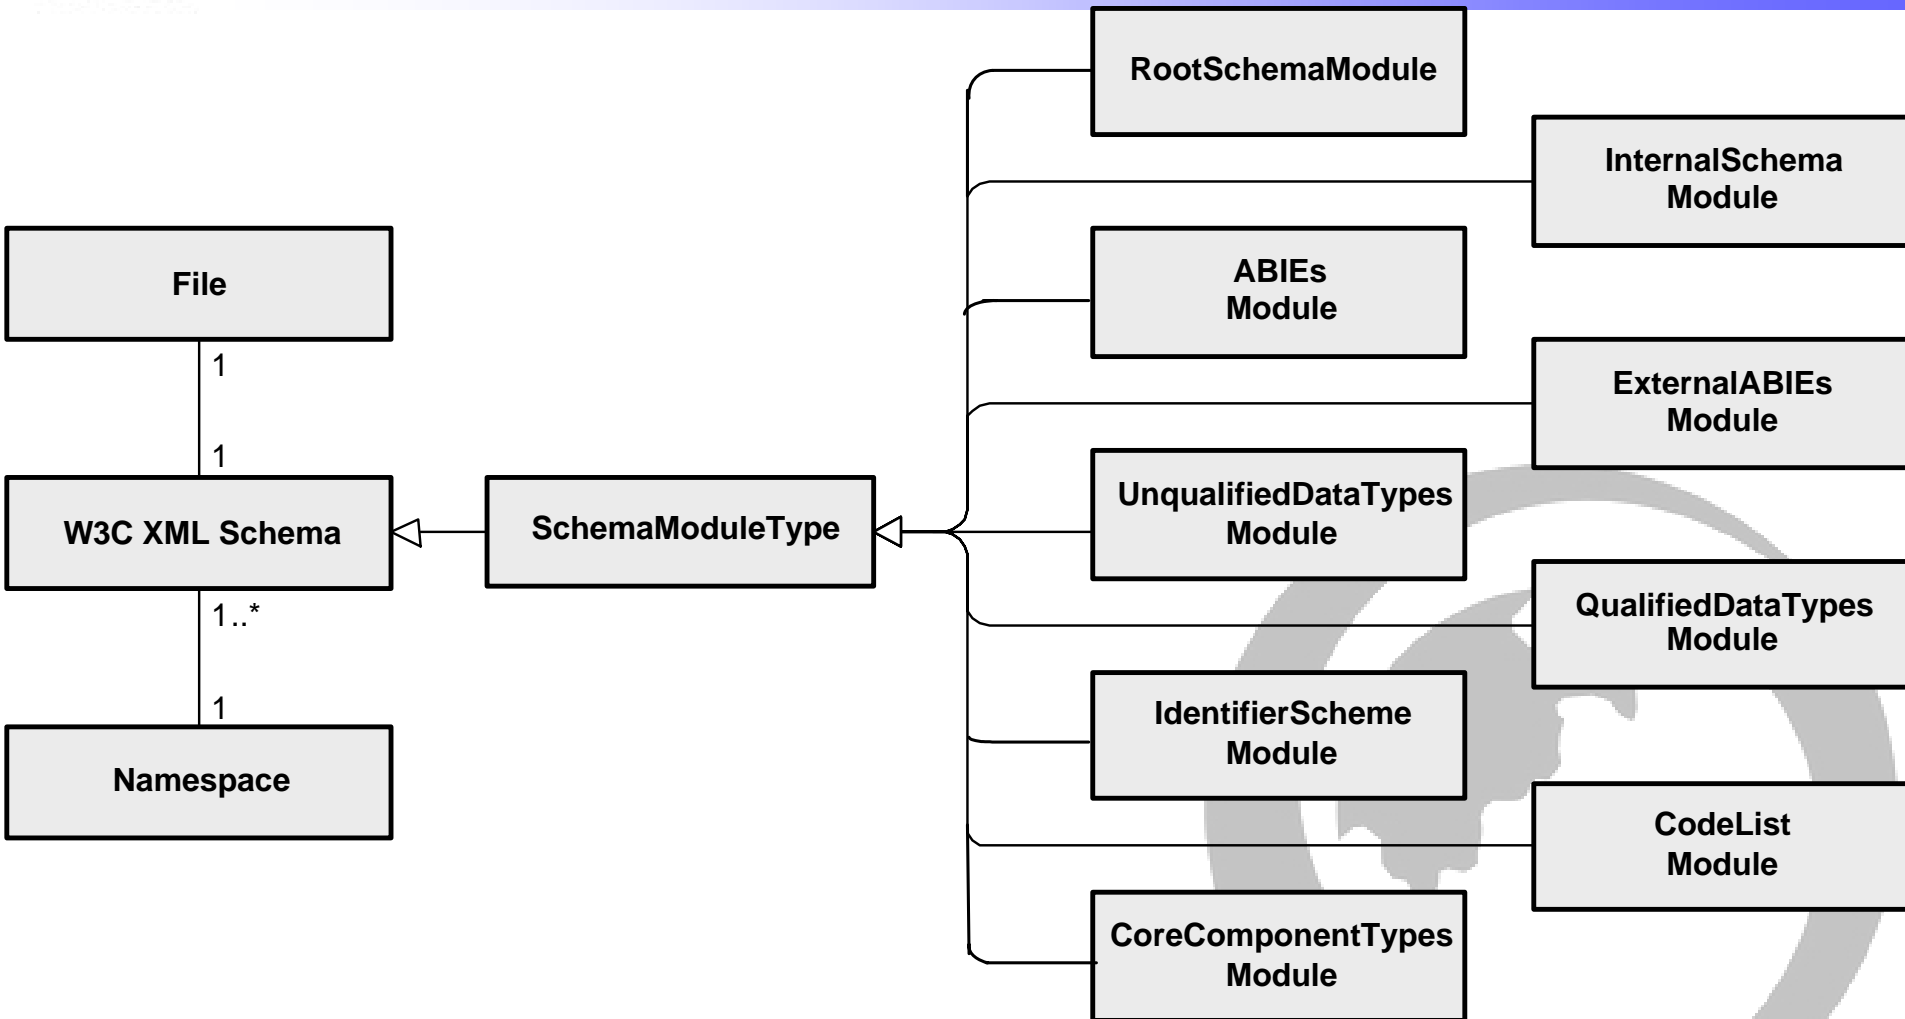 RootSchemaModule
InternalSchema
Module
File
ABIEs
Module
1
ExternalABIEs
Module
1
W3C XML Schema
SchemaModuleType
UnqualifiedDataTypes
Module
1..*
QualifiedDataTypes
Module
1
Namespace
IdentifierScheme
Module
CodeList
Module
CoreComponentTypes
Module